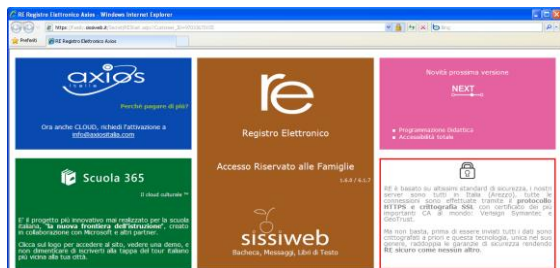 RE Registro Elettronico Axios - Windows Internet Explorer
Preferiti
RE Registro Elettronico Axios
axios
italia
Perchè pagare di più?
Ora anche CLOUD, richiedi l'attivazione a
info@axiositalia.com
Scuola 365
Il cloud culturale
E' il progetto più innovativo mai realizzato per la scuola
italiana, "la nuova frontiera dell'istruzione", creato
in collaborazione con Microsoft e altri partner.
Clicca sul logo per accedere al sito, vedere una demo, e
non dimenticare di iscriverti alla tappa del tour italiano
più vicina alla tua città.
re
Registro Elettronico
Accesso Riservato alle Famiglie
sissiweb
Bacheca, Messaggi, Libri di Testo
Novità prossima versione
NEXT
Programmazione Didattica
Accessibilità totale
RE è basato su altissimi standard di sicurezza, i nostri
server sono tutti in Italia (Arezzo), tutte le
connessioni sono effettuate tramite il protocollo
HTTPS e crittografia SSL con certificato dei più
importanti CA al mondo: Verisign Symantec e
GeoTrust.
Ma non basta, prima di essere inviati tutti i dati sono
crittografati a priori e questa tecnologia, unica nel suo
genere, raddoppia le garanzie di sicurezza rendendo
RE sicuro come nessun altro.